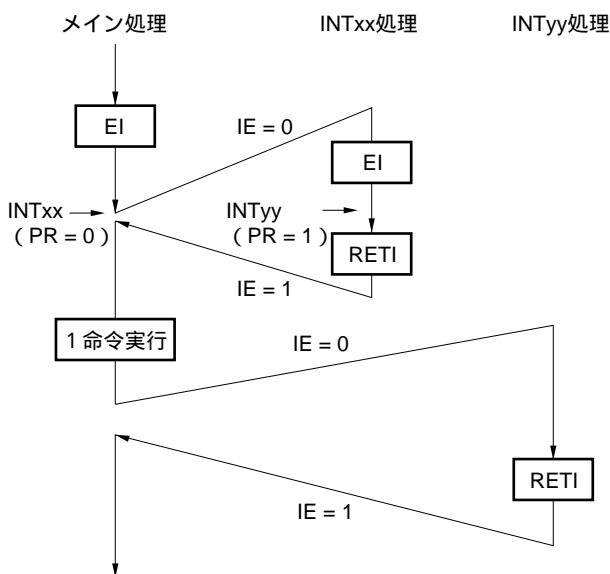 メイン処理 INTxx処理 INTyy処理
EI
IE = 0
EI
INTxx
（PR = 0）
INTyy
（PR = 1）
RETI
IE = 1
1 命令実行
IE = 0
RETI
IE = 1